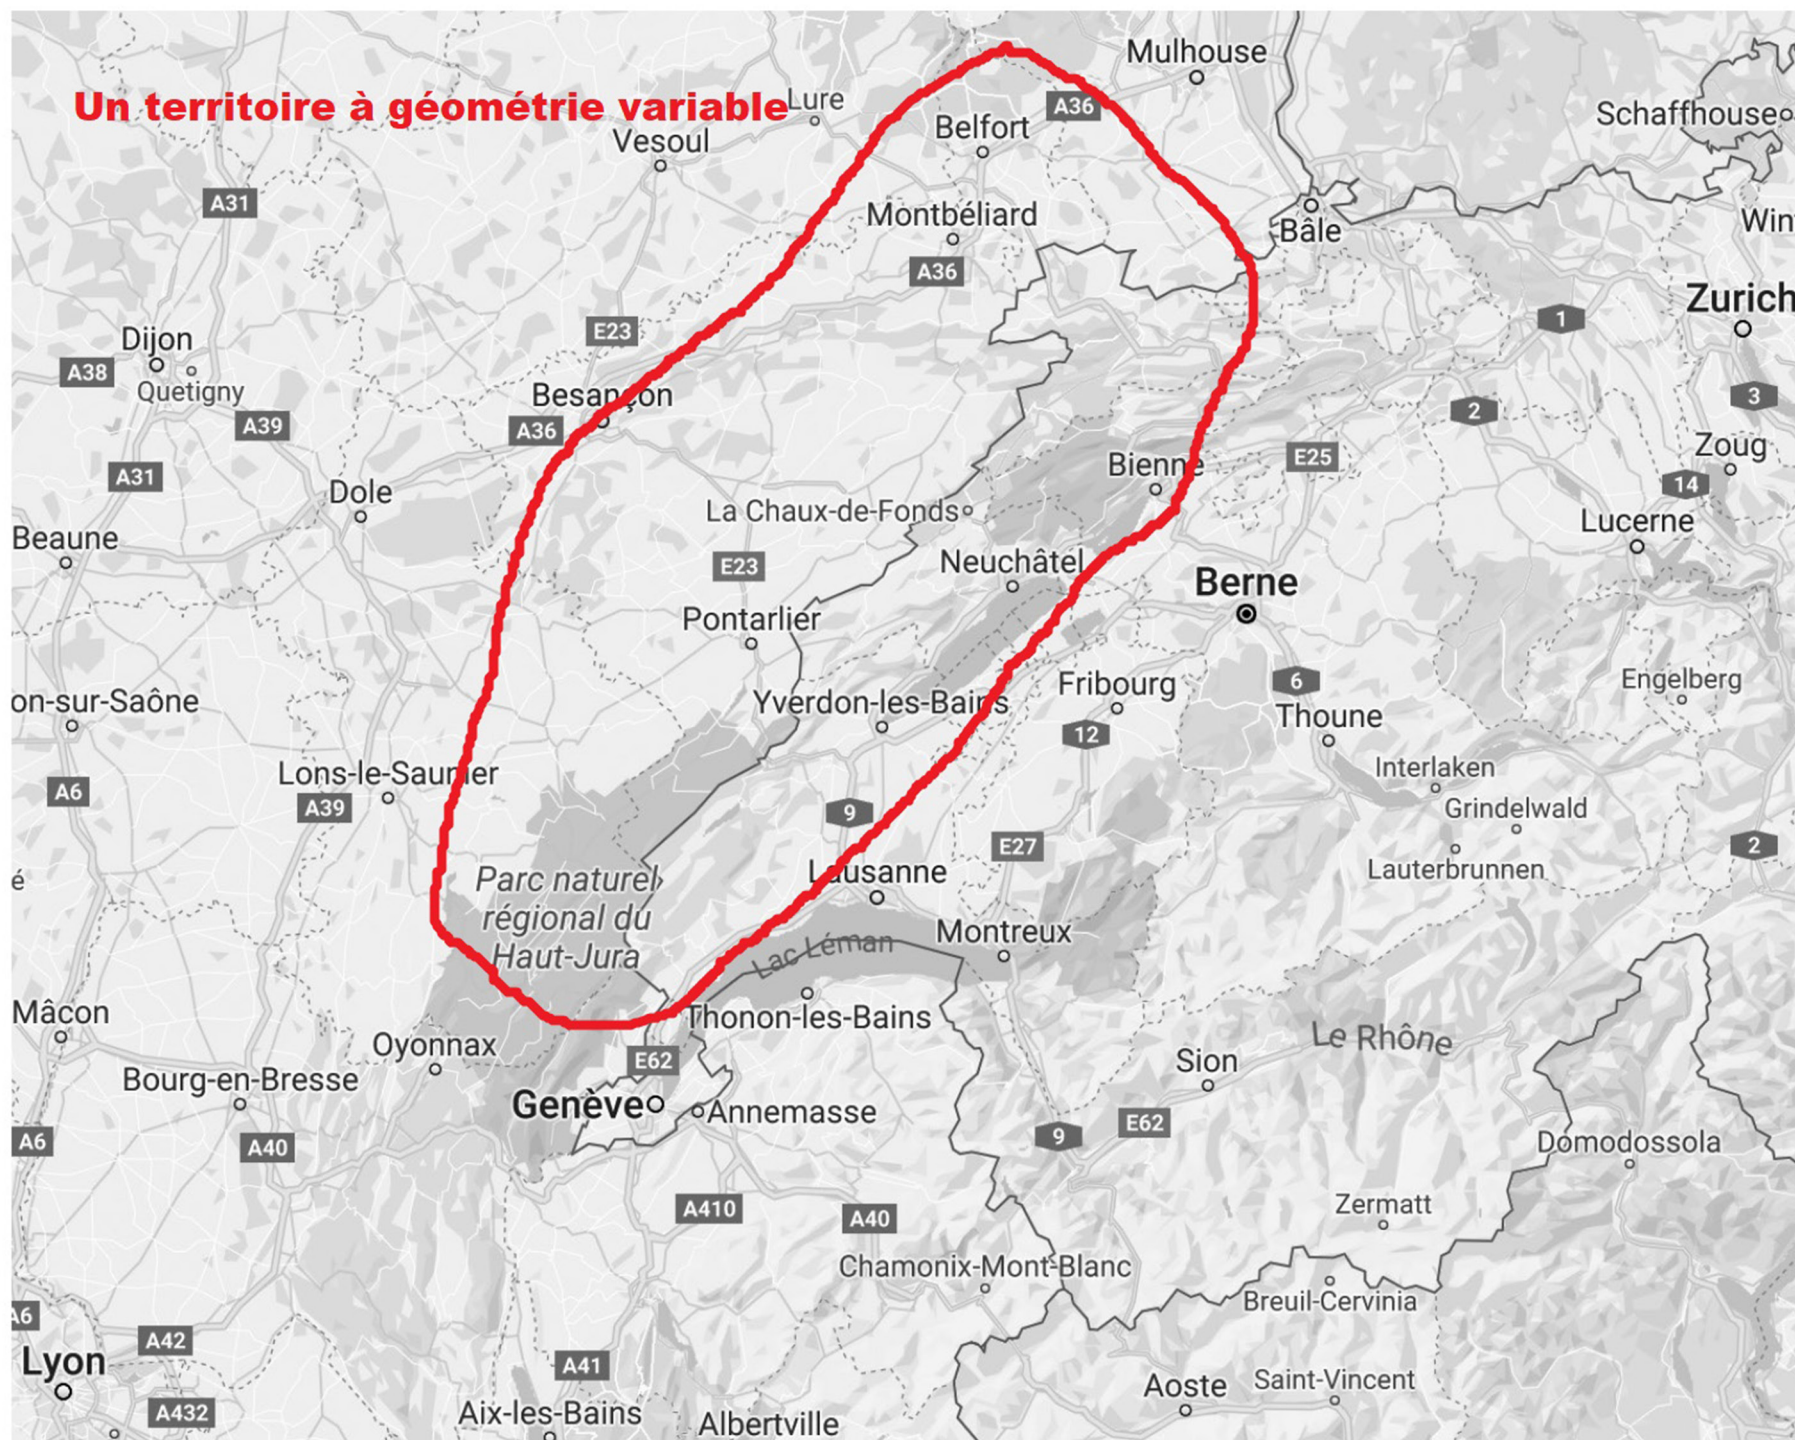 Mulhouse
Un territoire à géométrie variable
Lure
A36
Schaffhouse
Belfort
Vesoul
A31
Montbéliard
Bâle
Win
A36
Zurich
E23
1
Dijon
A38
Quetigny
Besançon
3
2
A39
A36
Zoug
E25
Bienne
A31
14
Dole
La Chaux-de-Fonds
Lucerne
Beaune
Neuchâtel
E23
Berne
Pontarlier
6
Engelberg
Fribourg
on-sur-Saône
Yverdon-les-Bains
Thoune
12
Interlaken
Lons-le-Saunier
A6
A39
9
Grindelwald
E27
2
Lausanne
Lauterbrunnen
é
Parc naturel
régional du
Haut-Jura
Montreux
Lac Léman
Mâcon
Thonon-les-Bains
Le Rhône
Oyonnax
E62
Sion
Bourg-en-Bresse
Genève
Annemasse
E62
9
A6
A40
Domodossola
A410
A40
Zermatt
Chamonix-Mont-Blanc
Breuil-Cervinia
A6
A42
Lyon
A41
Aoste
Saint-Vincent
A432
Aix-les-Bains
Albertville